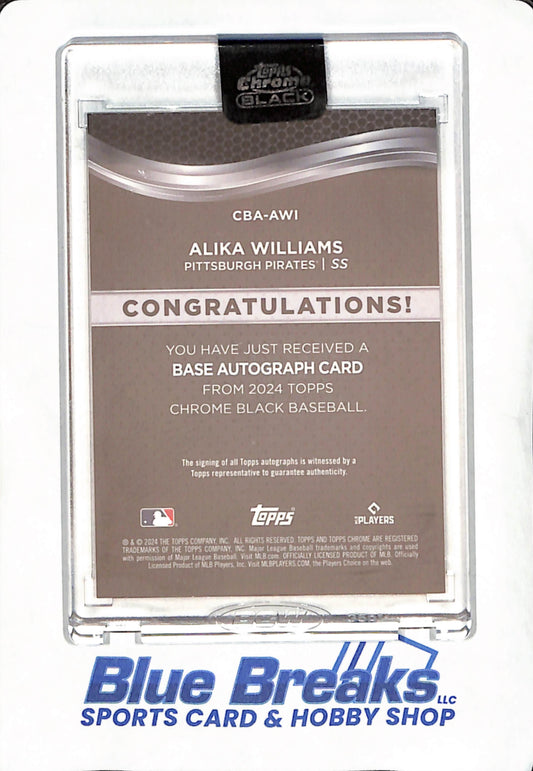 Topps
Chrome
BLACK
CBA-AWI
ALIKA WILLIAMS
PITTSBURGH PIRATES® | SS
CONGRATULATIONS!
YOU HAVE JUST RECEIVED A
BASE AUTOGRAPH CARD
FROM 2024 TOPPS
CHROME BLACK BASEBALL.
The signing of all Topps autographs is witnessed by a
Topps representative to guarantee authenticity.
Topps
PLAYERS
® & © 2024 THE TOPPS COMPANY, INC. ALL RIGHTS RESERVED. TOPPS AND TOPPS CHROME ARE REGISTERED
TRADEMARKS OF THE TOPPS COMPANY, INC. Major League Baseball trademarks and copyrights are used
with permission of Major League Baseball. Visit MLB.com. OFFICIALLY LICENSED PRODUCT OF MLB. Officially
Licensed Product of MLB Players, Inc. Visit MLBPLAYERS.COM, the Players Choice on the web.
Blue Breaks LLC
SPORTS CARD & HOBBY SHOP